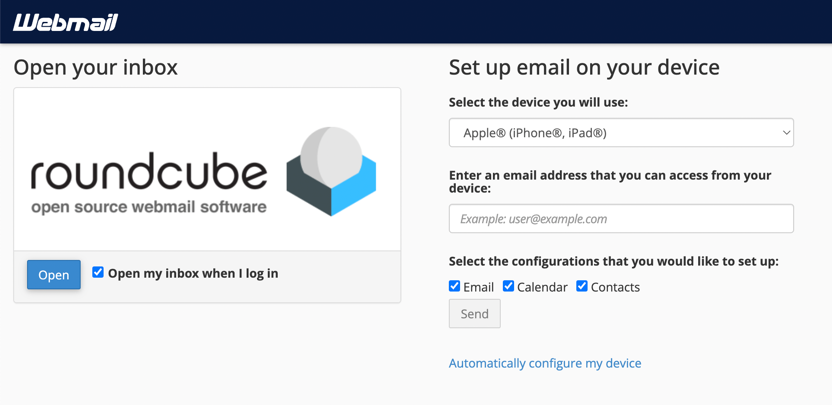 Webmail
Open your inbox
roundcube
open source webmail software
Open
Open my inbox when I log in
Set up email on your device
Select the device you will use:
Apple® (iPhone®, iPad®)
Enter an email address that you can access from your
device:
Example: user@example.com
Select the configurations that you would like to set up:
Email Calendar Contacts
Send
Automatically configure my device